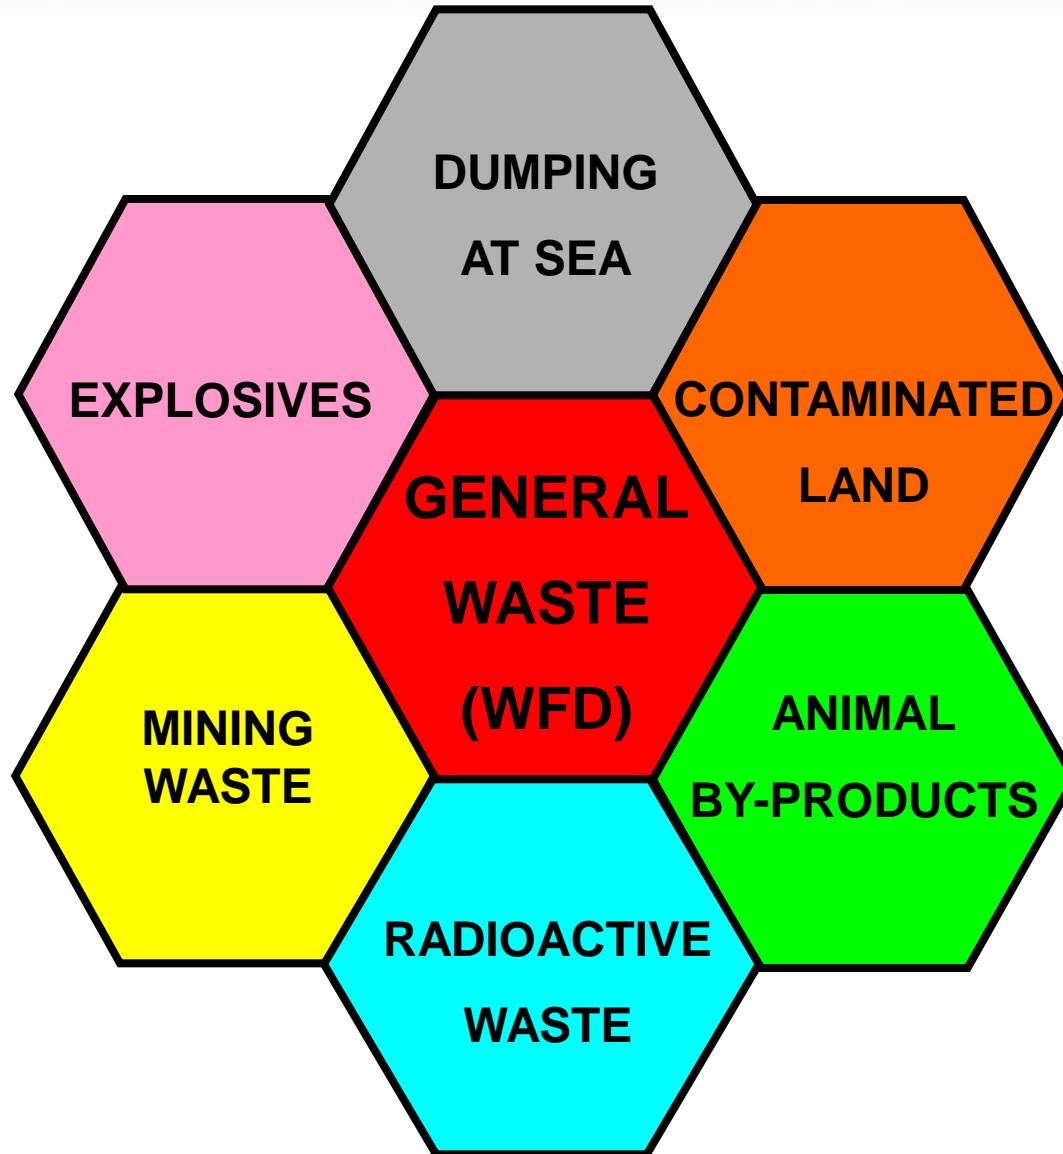 DUMPING
AT SEA
EXPLOSIVES
CONTAMINATED
LAND
GENERAL
WASTE
(WFD)
MINING
WASTE
ANIMAL
BY-PRODUCTS
RADIOACTIVE
WASTE